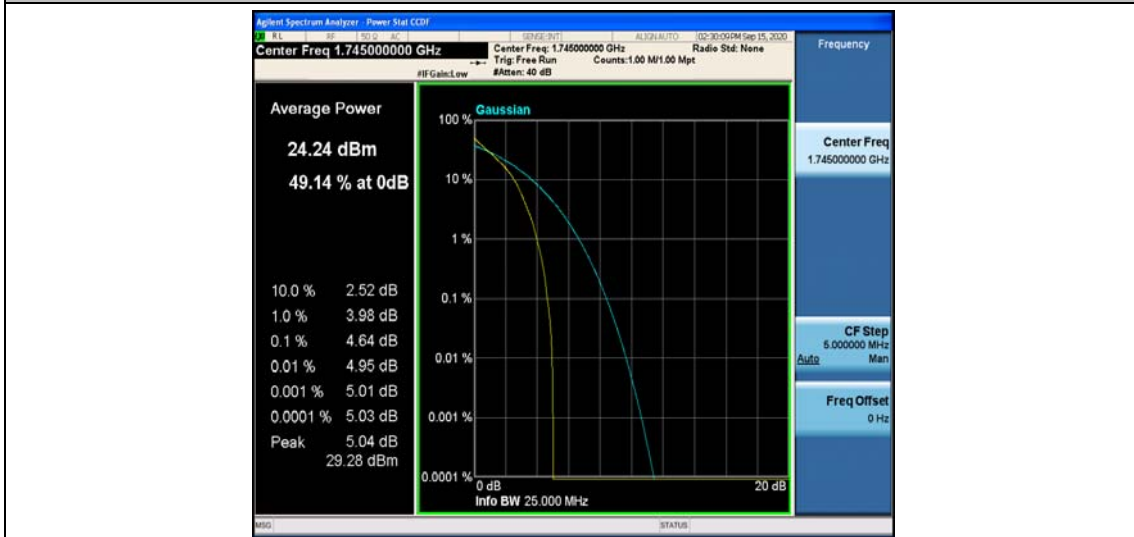 Agilent Spectrum Analyzer - Power Stat CCDF
RL RF 50 Ω AC SENSE:INT ALIGN AUTO 02:30:09 PM Sep 15, 2020
Center Freq 1.745000000 GHz
Center Freq: 1.745000000 GHz Radio Std: None
Trig: Free Run Counts:1.00 M/1.00 Mpt
#IFGain:Low #Atten: 40 dB
Frequency
Average Power
24.24 dBm
49.14 % at 0dB
10.0 % 2.52 dB
1.0 % 3.98 dB
0.1 % 4.64 dB
0.01 % 4.95 dB
0.001 % 5.01 dB
0.0001 % 5.03 dB
Peak 5.04 dB
29.28 dBm
Gaussian
100 %
10 %
1 %
0.1 %
0.01 %
0.001 %
0.0001 %
0 dB 20 dB
Info BW 25.000 MHz
Center Freq
1.745000000 GHz
CF Step
5.000000 MHz
Auto Man
Freq Offset
0 Hz
MSG STATUS